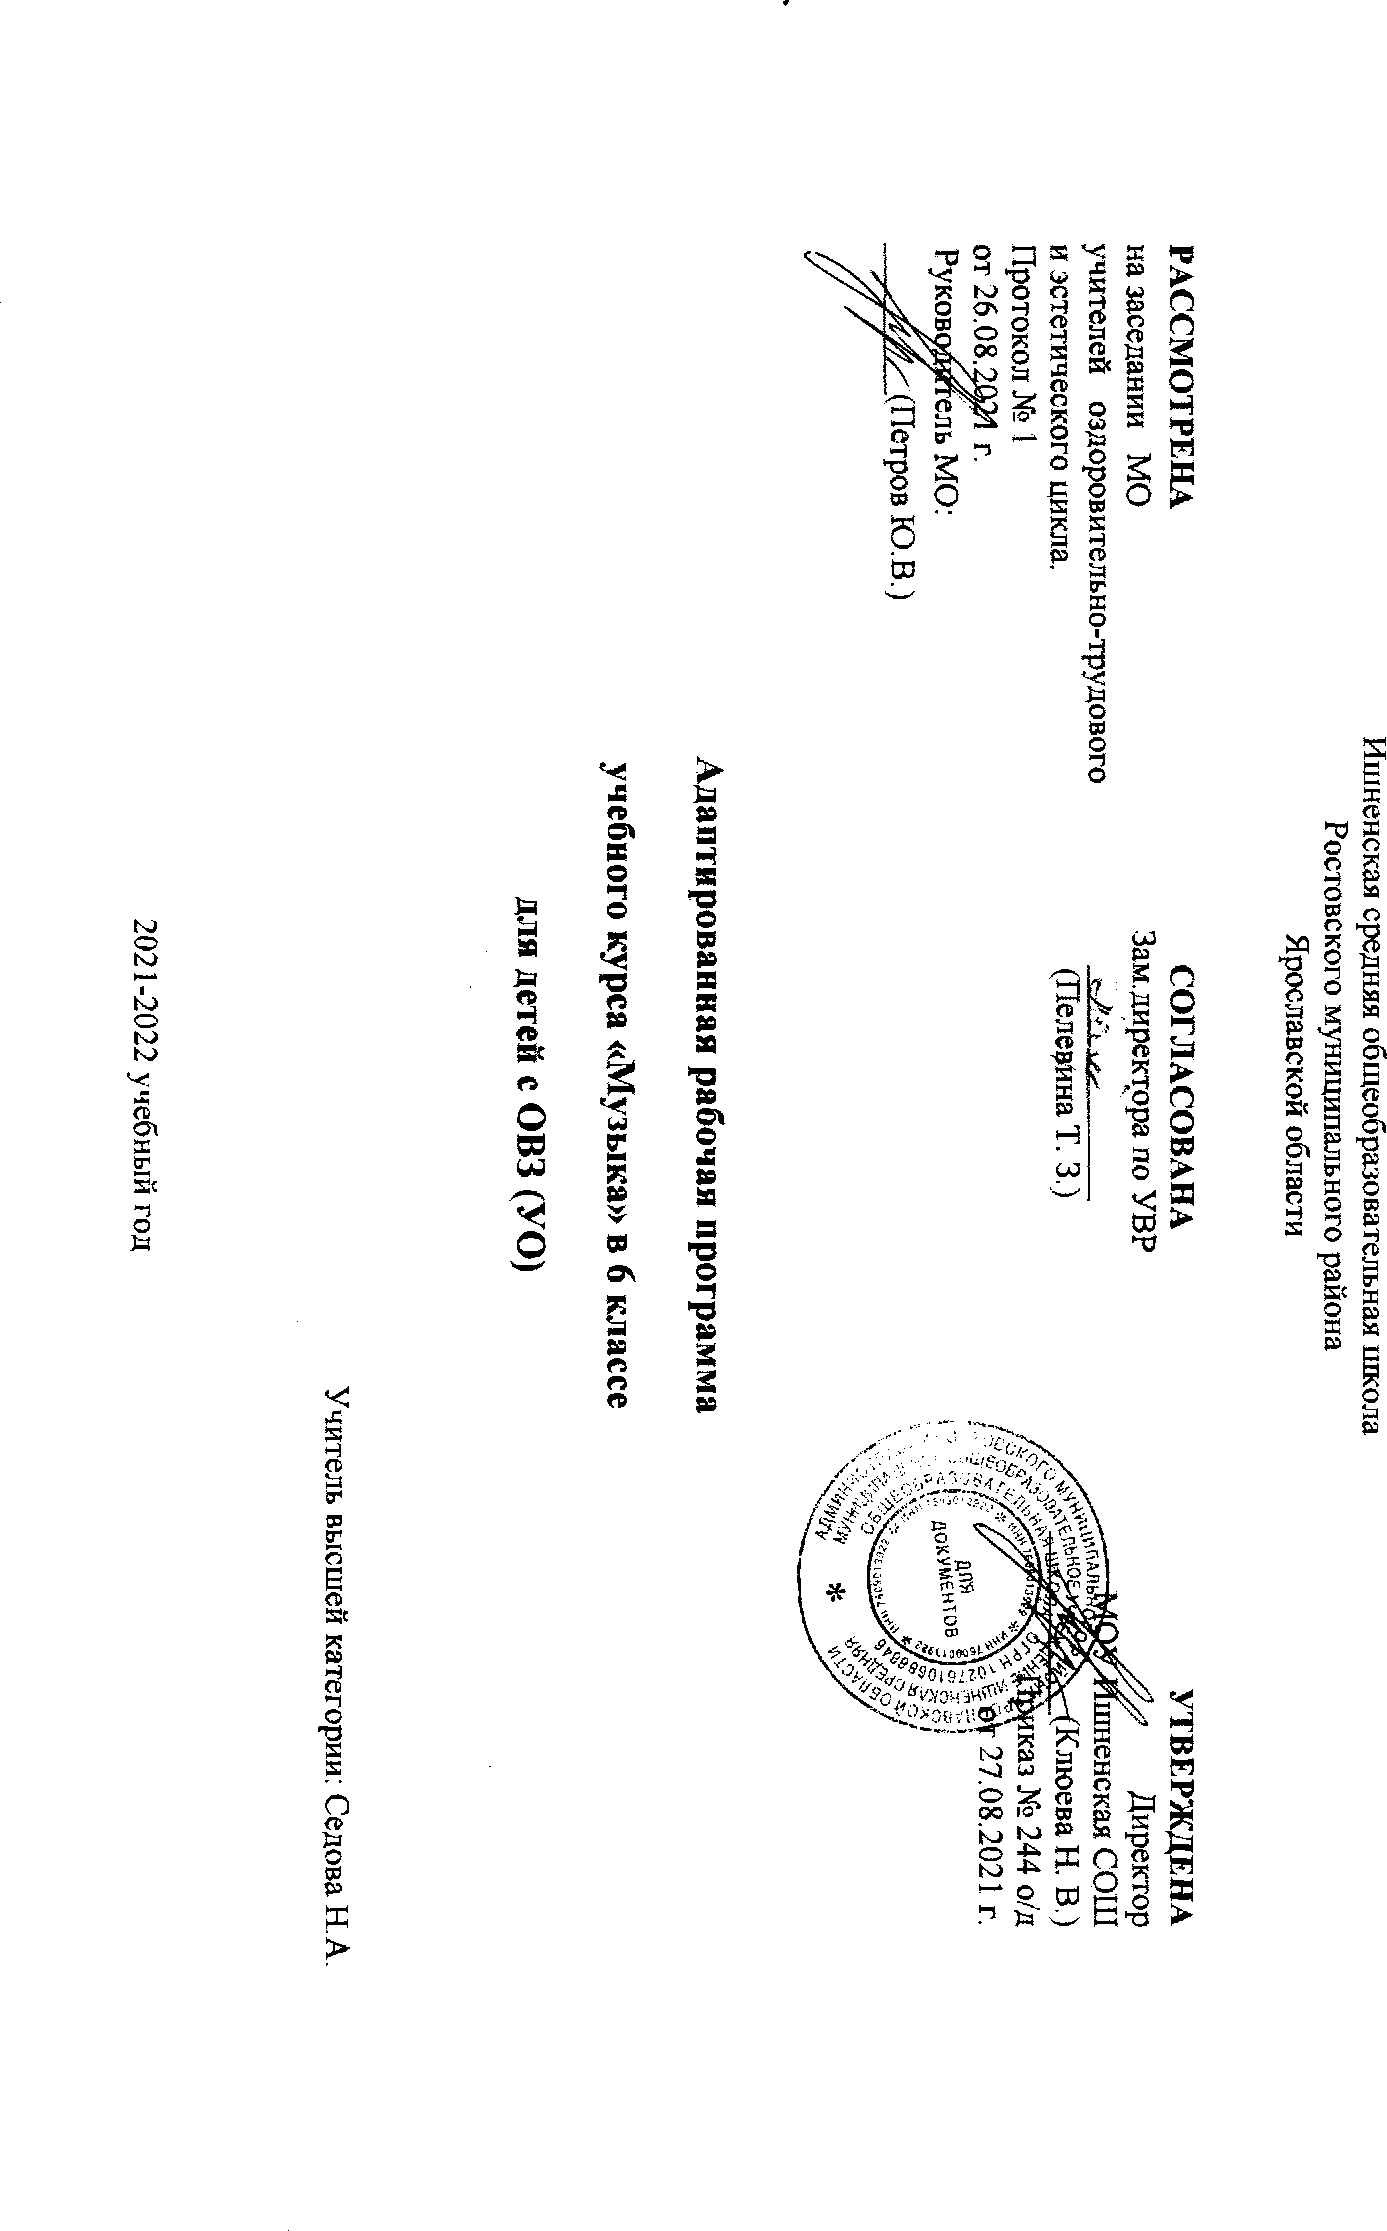 Ишненская средняя общеобразовательная школа
Ростовского муниципального района
Ярославской области
РАССМОТРЕНА
на заседании МО
учителей оздоровительно-трудового
и эстетического цикла.
Протокол № 1
от 26.08.2021 г.
Руководитель МО:
(Петров Ю.В.)
СОГЛАСОВАНА
Зам.директора по УВР
(Пелевина Т. З.)
УТВЕРЖДЕНА
Директор
МОУ Ишненская СОШ
(Клюева Н. В.)
Приказ № 244 о/д
от 27.08.2021 г.
ДЛЯ
ДОКУМЕНТОВ
Адаптированная рабочая программа
учебного курса «Музыка» в 6 классе
для детей с ОВЗ (УО)
Учитель высшей категории: Седова Н.А.
2021-2022 учебный год